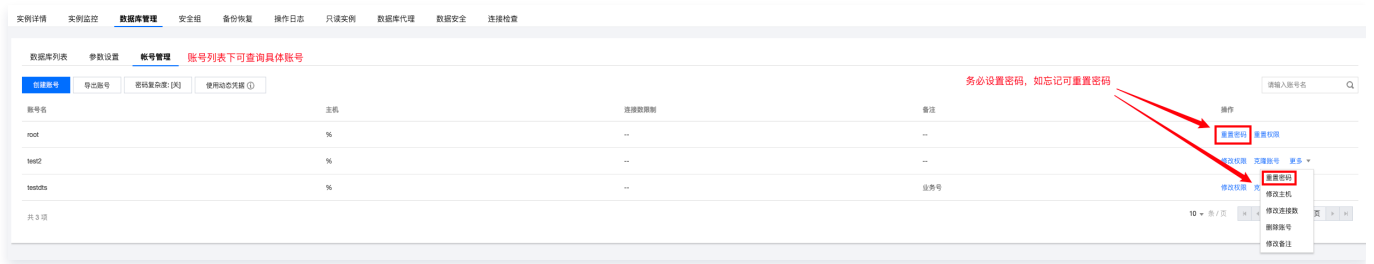 实例详情 实例监控 数据库管理 安全组 备份恢复 操作日志 只读实例 数据库代理 数据安全 连接检查
数据库列表 参数设置 帐号管理 账号列表下可查询具体账号
创建账号 导出账号 密码复杂度: [关] 使用动态凭据
务必设置密码，如忘记可重置密码
请输入账号名
账号名 主机 连接数限制 备注 操作
root % -- -- 重置密码 重置权限
test2 % -- -- 修改权限 克隆账号 更多
testdts % -- 业务号 修改权限 克
重置密码
修改主机
修改连接数
删除账号
修改备注
共 3 项
10 条 / 页 页